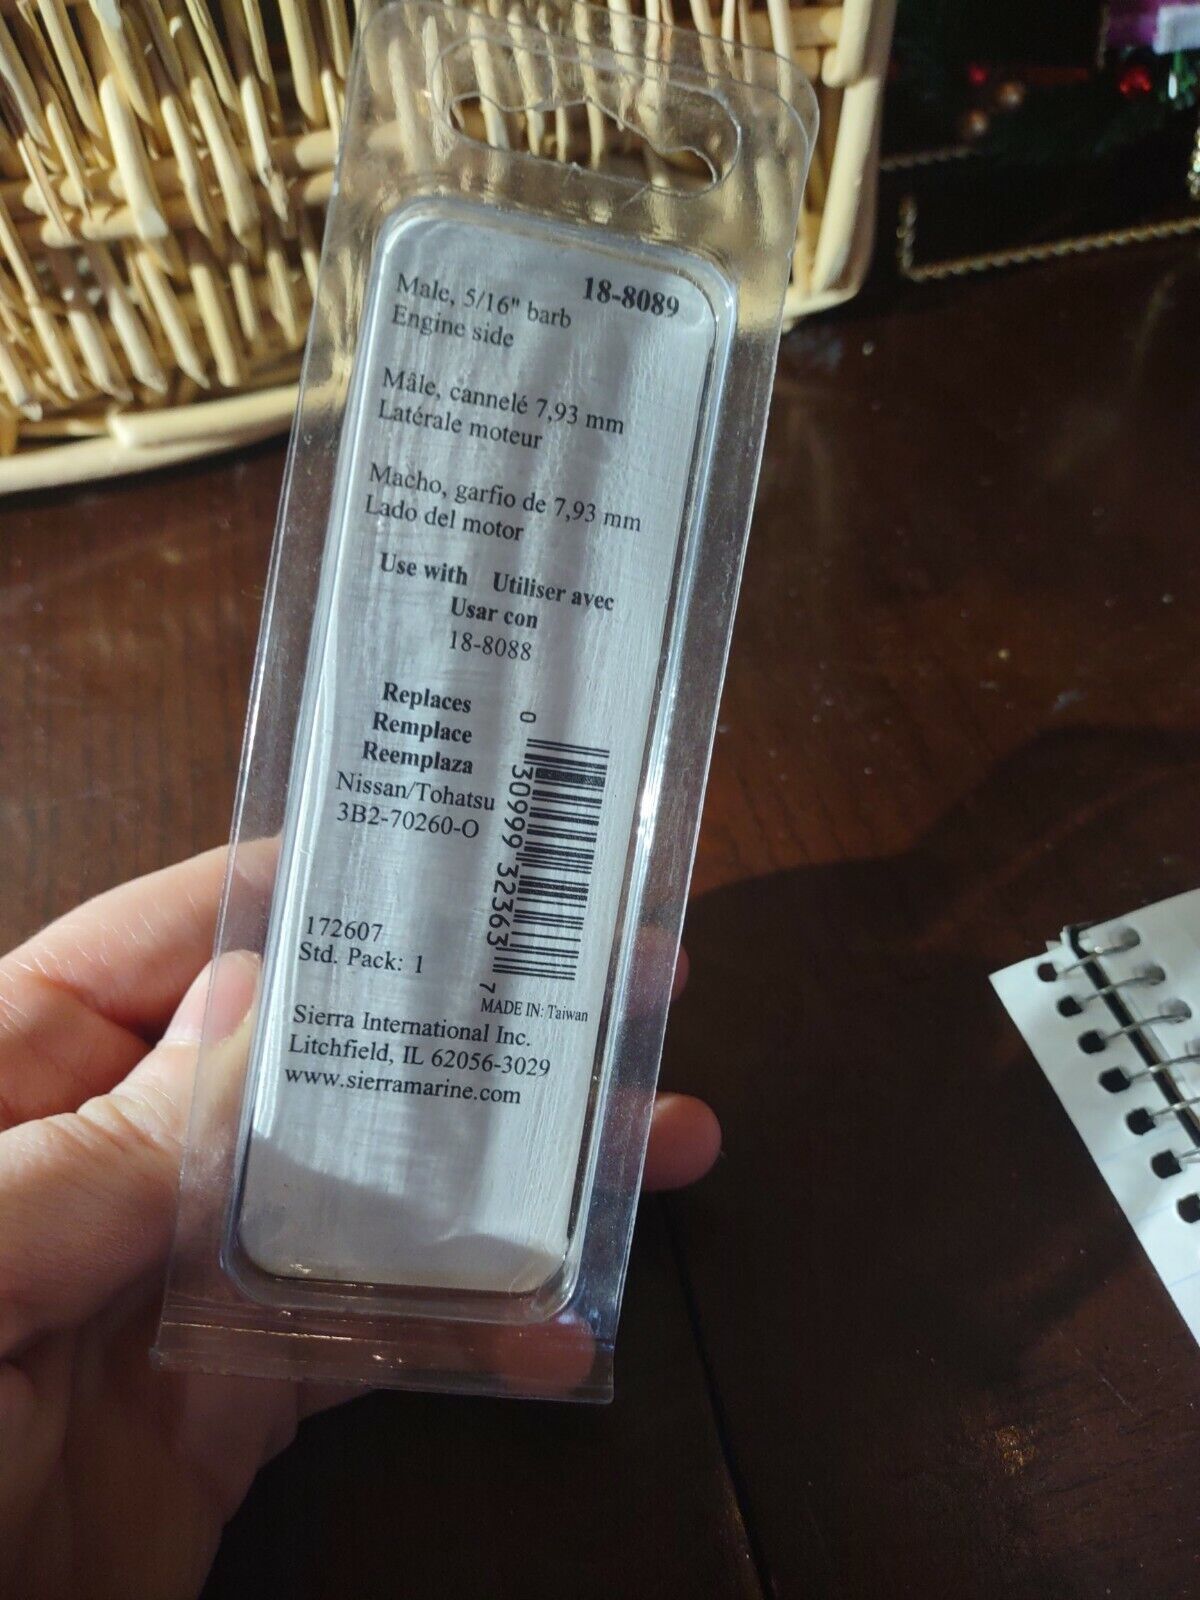 18-8089
Male, 5/16" barb
Engine side
Mâle, cannelé 7,93 mm
Latérale moteur
Macho, garfio de 7,93 mm
Lado del motor
Use with Utiliser avec
Usar con
18-8088
Replaces
Remplace
Reemplaza
Nissan/Tohatsu
3B2-70260-O
0 30999 32363 7
172607
Std. Pack: 1
MADE IN: Taiwan
Sierra International Inc.
Litchfield, IL 62056-3029
www.sierramarine.com